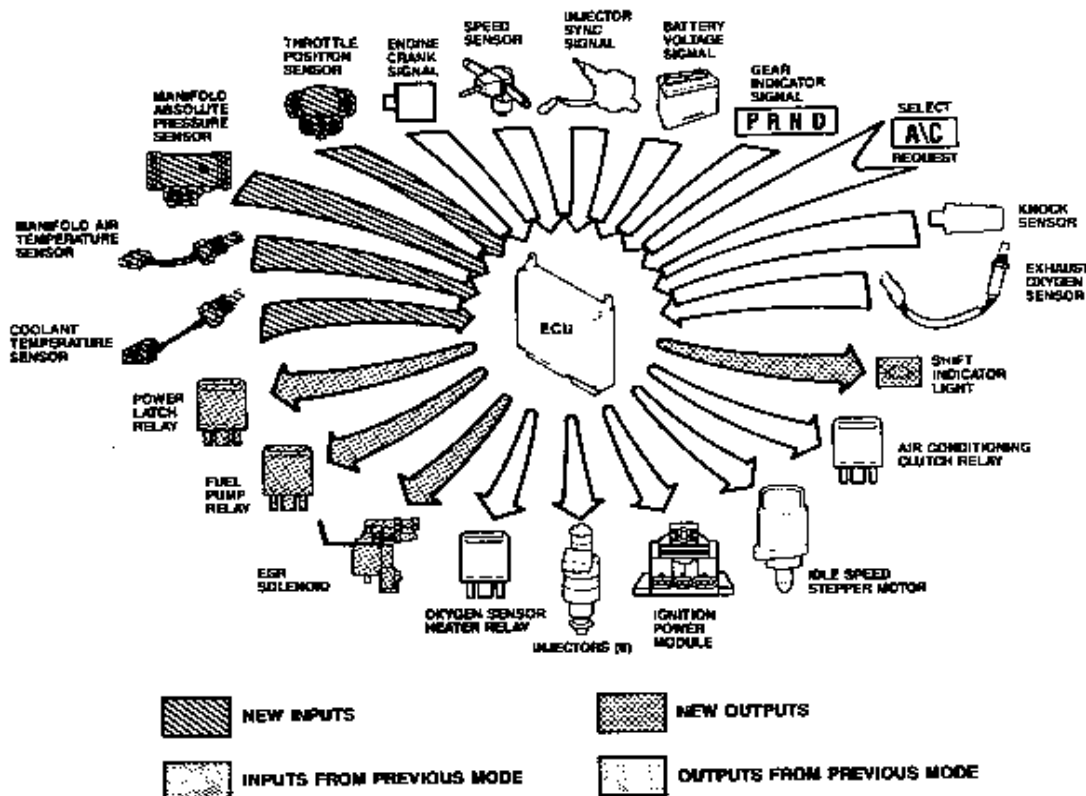 THROTTLE
POSITION
SENSOR
ENGINE
CRANK
SIGNAL
SPEED
SENSOR
INJECTOR
SYNC
SIGNAL
BATTERY
VOLTAGE
SIGNAL
GEAR
INDICATOR
SIGNAL
P R N D
SELECT
A\C
REQUEST
MANIFOLD
ABSOLUTE
PRESSURE
SENSOR
KNOCK
SENSOR
MANIFOLD AIR
TEMPERATURE
SENSOR
EXHAUST
OXYGEN
SENSOR
COOLANT
TEMPERATURE
SENSOR
ECU
SHIFT
INDICATOR
LIGHT
POWER
LATCH
RELAY
AIR CONDITIONING
CLUTCH RELAY
FUEL
PUMP
RELAY
EGR
SOLENOID
OXYGEN SENSOR
HEATER RELAY
INJECTORS
IGNITION
POWER
MODULE
IDLE SPEED
STEPPER MOTOR
NEW INPUTS
NEW OUTPUTS
INPUTS FROM PREVIOUS MODE
OUTPUTS FROM PREVIOUS MODE